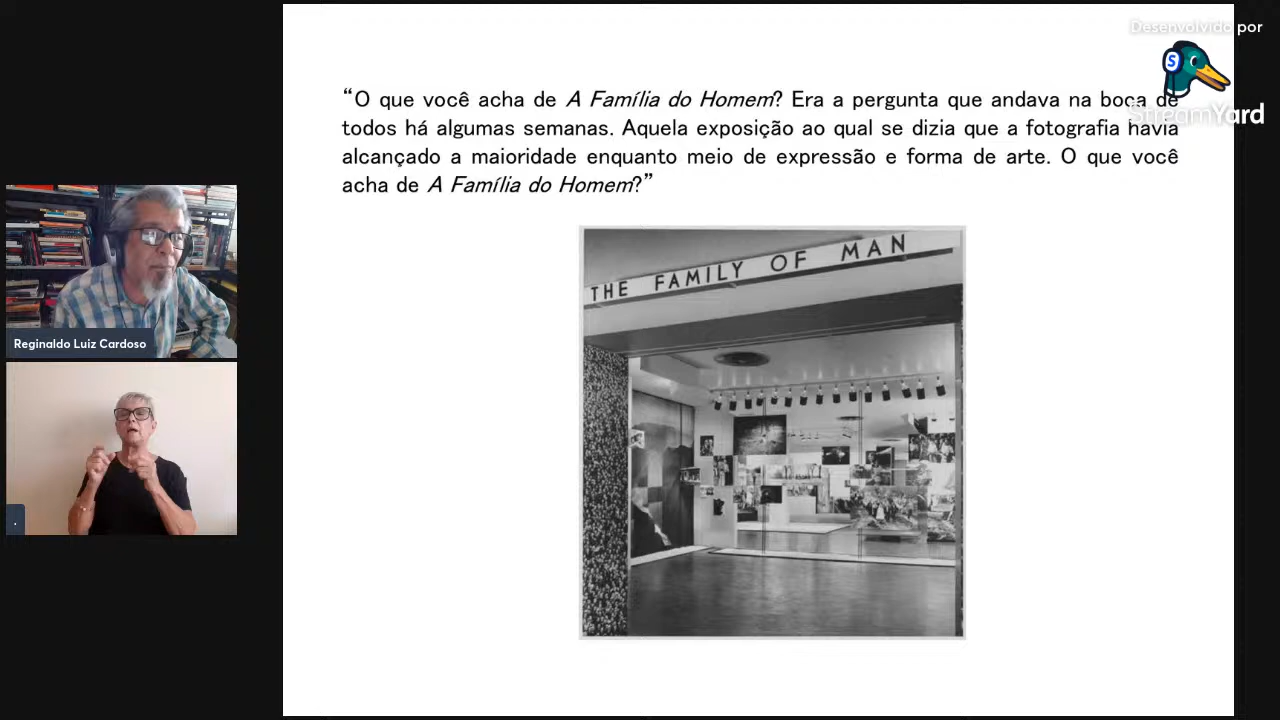 Desenvolvido por
StreamYard
“O que você acha de A Família do Homem? Era a pergunta que andava na boca de
todos há algumas semanas. Aquela exposição ao qual se dizia que a fotografia havia
alcançado a maioridade enquanto meio de expressão e forma de arte. O que você
acha de A Família do Homem?”
THE FAMILY OF MAN
Reginaldo Luiz Cardoso
.